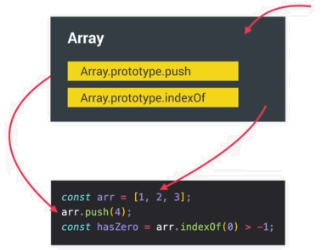 Array
Array.prototype.push
Array.prototype.indexOf
const arr = [1, 2, 3];
arr.push(4);
const hasZero = arr.indexOf(0) > -1;